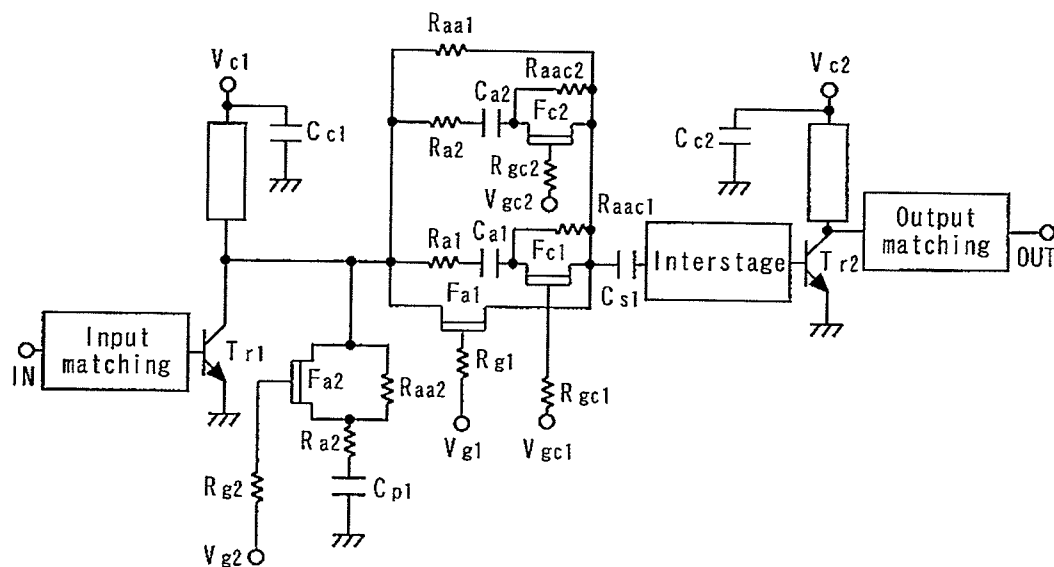 Raa1
Vc1
Raac2
Vc2
Ca2
Fc2
Cc1
Ra2
Cc2
Rgc2
Vgc2
Raac1
Ca1
Ra1
Fc1
Output
matching
OUT
Interstage
Tr2
Fa1
Cs1
Input
matching
IN
Tr1
Fa2
Raa2
Rg1
Rgc1
Ra2
Vg1
Vgc1
Rg2
Cp1
Vg2